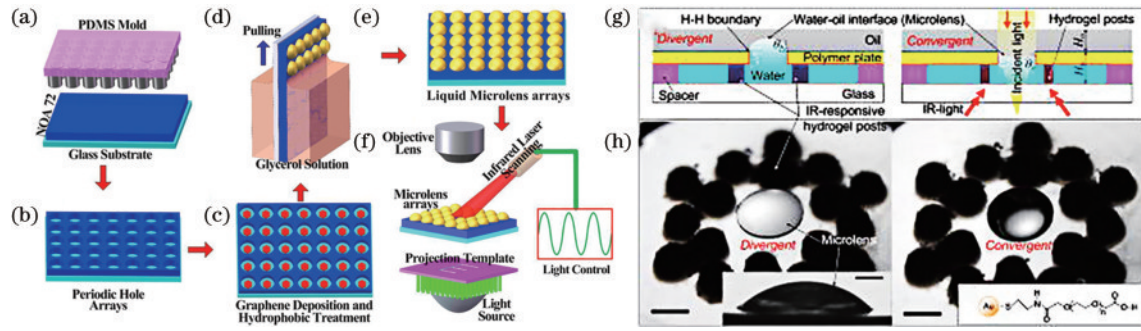 (a)
PDMS Mold
NOA 72
Glass Substrate
(b)
Periodic Hole
Arrays
(c)
Graphene Deposition and
Hydrophobic Treatment
(d)
Pulling
Glycerol Solution
(e)
Liquid Microlens arrays
(f)
Objective
Lens
Infrared Laser
Scanning
Microlens
arrays
Projection Template
Light
Source
Light Control
(g)
H-H boundary
Water-oil interface (Microlens)
Hydrogel posts
Divergent
Oil
Polymer plate
Water
Glass
Spacer
IR-responsive
hydrogel posts
Convergent
Incident light
IR-light
(h)
Divergent
Microlens
Convergent
Au
S
H
N
O
O
O
n
O
O-H